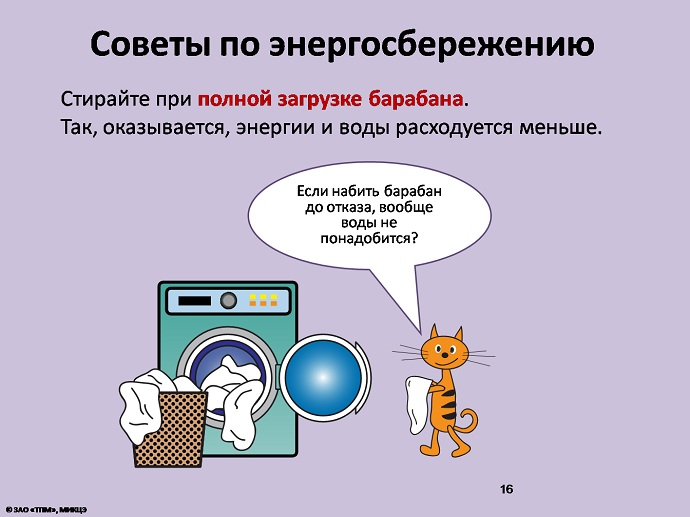 Советы по энергосбережению
Стирайте при полной загрузке барабана.
Так, оказывается, энергии и воды расходуется меньше.
Если набить барабан
до отказа, вообще
воды не
понадобится?
16
© ЗАО «ТПМ», МИКЦЭ